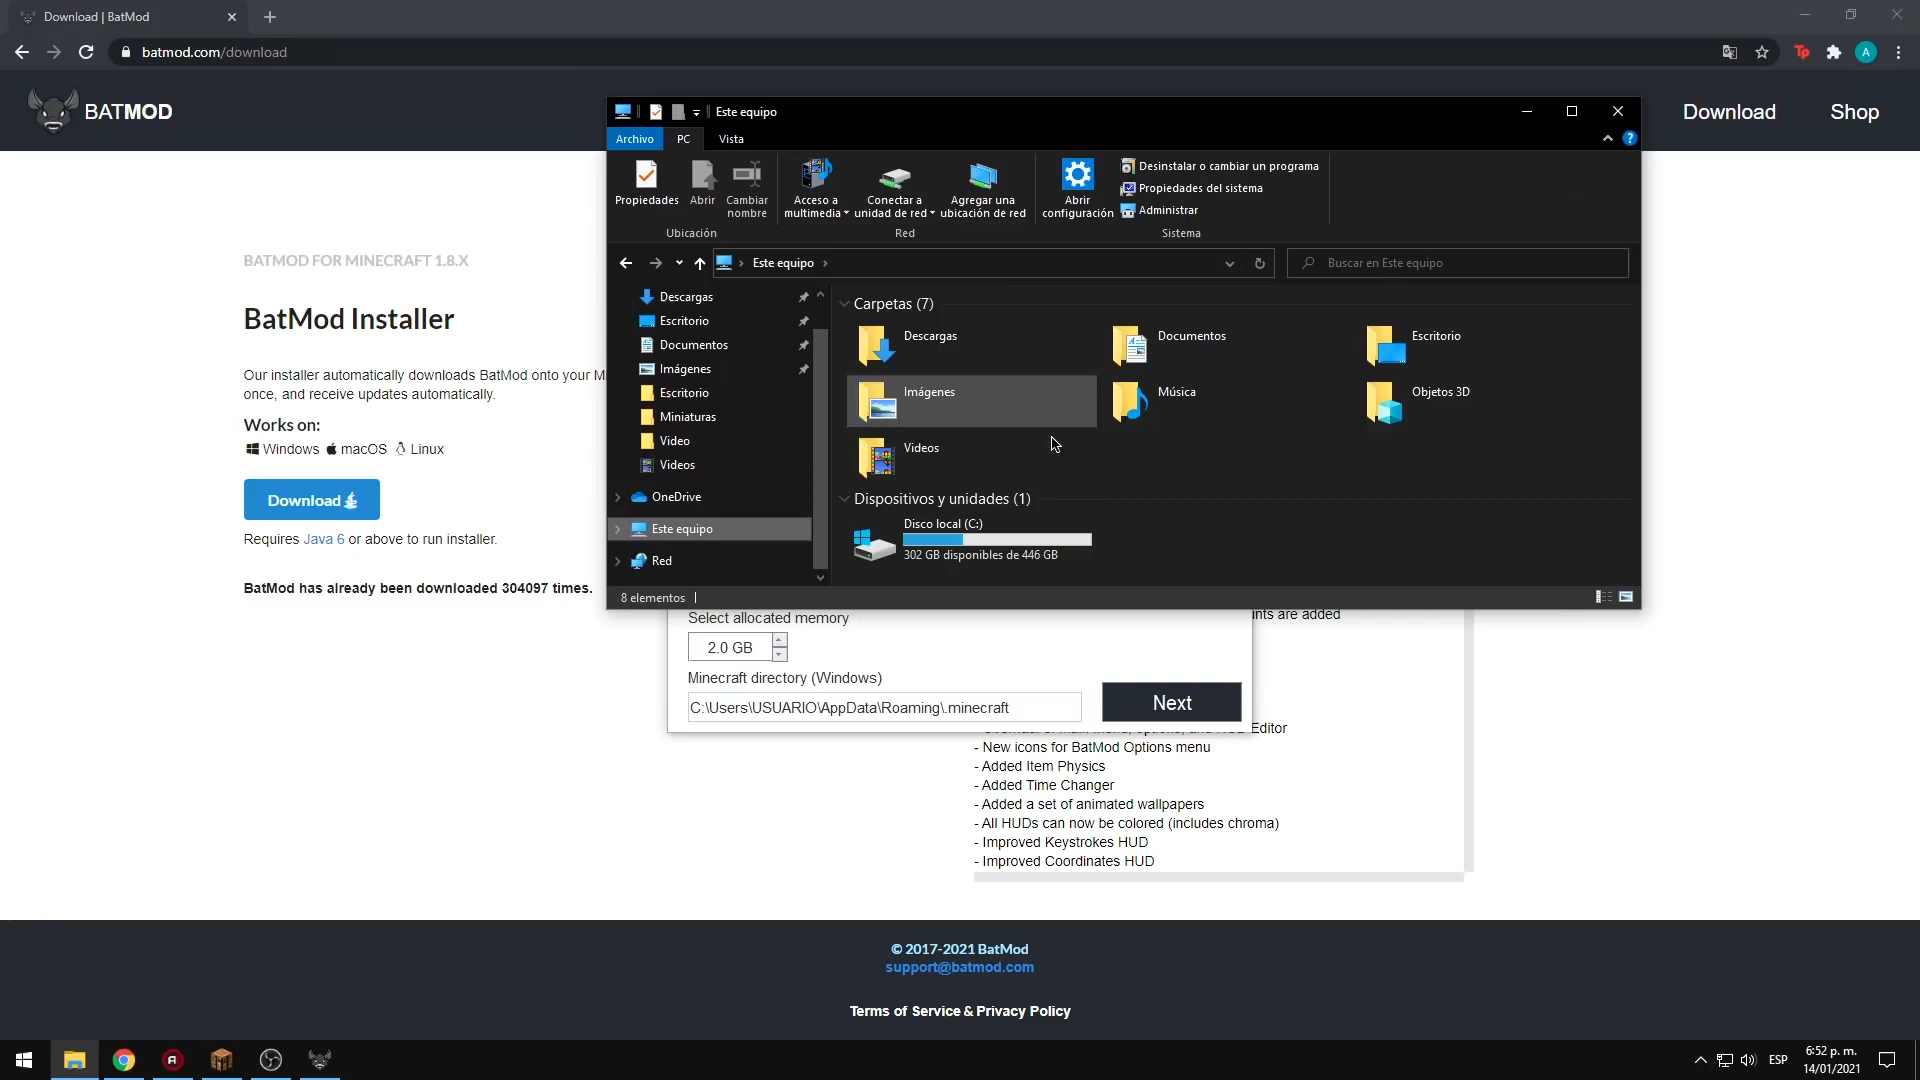 Download | BatMod
batmod.com/download
A
BATMOD
Download
Shop
BATMOD FOR MINECRAFT 1.8.X
BatMod Installer
Our installer automatically downloads BatMod onto your M
once, and receive updates automatically.
Works on:
Windows macOS Linux
Download
Requires Java 6 or above to run installer.
BatMod has already been downloaded 304097 times.
Este equipo
Archivo
PC
Vista
Propiedades
Abrir
Cambiar
nombre
Ubicación
Acceso a
multimedia
Conectar a
unidad de red
Agregar una
ubicación de red
Red
Abrir
configuración
Desinstalar o cambiar un programa
Propiedades del sistema
Administrar
Sistema
Este equipo
Buscar en Este equipo
Descargas
Escritorio
Documentos
Imágenes
Escritorio
Miniaturas
Video
Videos
OneDrive
Este equipo
Red
Carpetas (7)
Descargas
Documentos
Escritorio
Imágenes
Música
Objetos 3D
Videos
Dispositivos y unidades (1)
Disco local (C:)
302 GB disponibles de 446 GB
8 elementos
Select allocated memory
2.0 GB
Minecraft directory (Windows)
C:\Users\USUARIO\AppData\Roaming\.minecraft
Next
nts are added
Editor
- New icons for BatMod Options menu
- Added Item Physics
- Added Time Changer
- Added a set of animated wallpapers
- All HUDs can now be colored (includes chroma)
- Improved Keystrokes HUD
- Improved Coordinates HUD
© 2017-2021 BatMod
support@batmod.com
Terms of Service & Privacy Policy
ESP
6:52 p. m.
14/01/2021